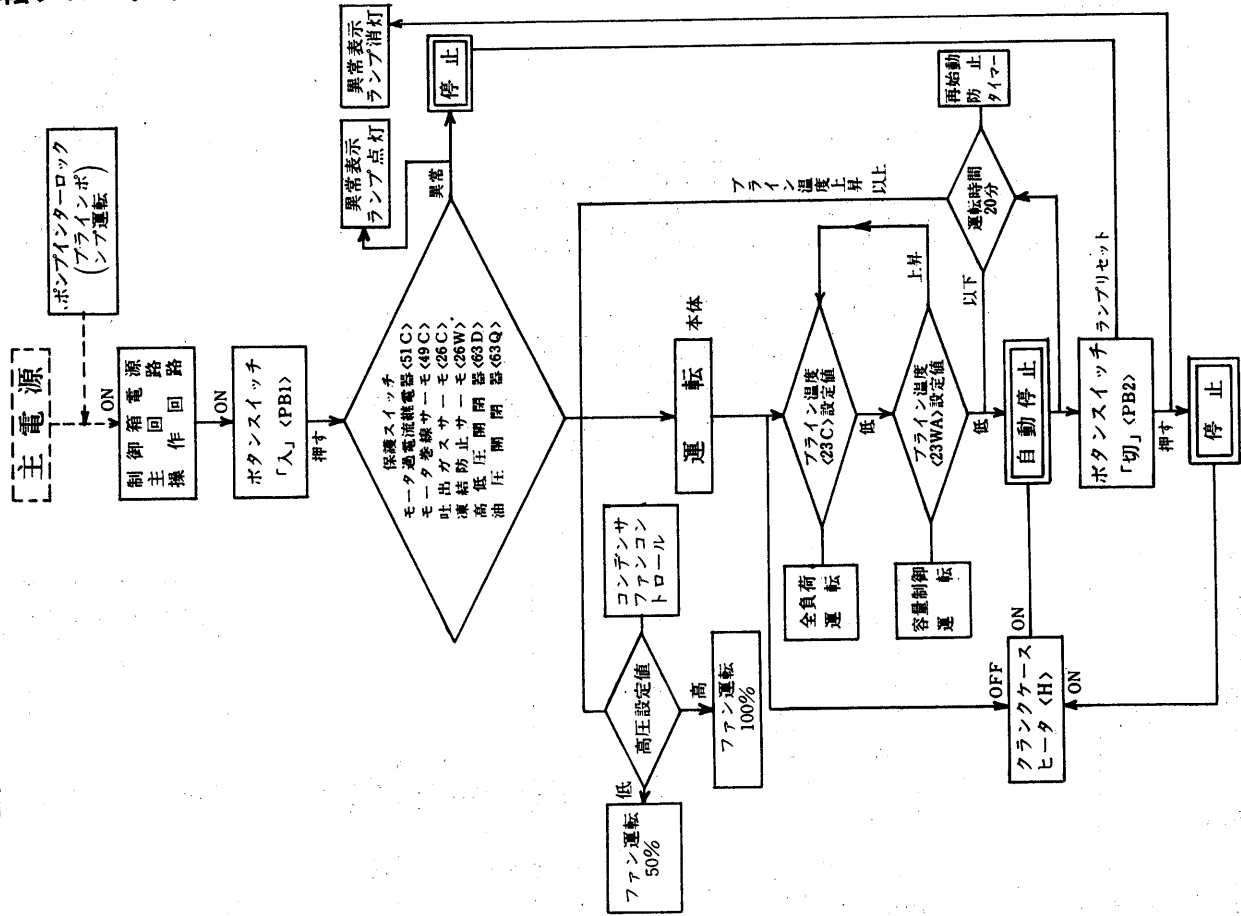 主電源
ポンプインターロック
(ブラインポ
ンプ運転)
ON
制御箱電源
主回路
操作回路
ON
ボタンスイッチ
「入」<PB1>
押す
保護スイッチ
モータ過電流継電器<51C>
モータ巻線サーモ<49C>
吐出ガスサーモ<26C>
凍結防止サーモ<26W>
高低圧開閉器<63D>
油圧開閉器<63Q>
異常
異常表示
ランプ点灯
異常表示
ランプ消灯
停止
コンデンサ
ファンコン
トロール
高圧設定値
低
ファン運転
50%
高
ファン運転
100%
運転
本体
ブライン温度
<23C>設定値
低
全負荷
運転
ブライン温度
<23WA>設定値
上昇
低
容量制御
運転
ブライン
温度
上昇
以上
以下
運転時間
20分
再始動
防止
タイマー
自動停止
ON
OFF
クランクケース
ヒータ<H>
ON
ボタンスイッチ
「切」<PB2>
ランプリセット
押す
停止